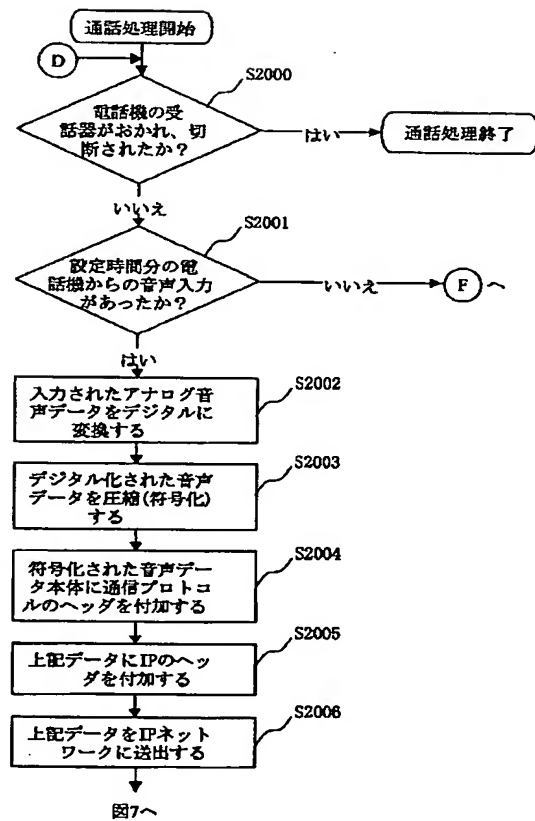 通話処理開始
D
S2000
電話機の受
話器がおかれ、切
断されたか?
はい
通話処理終了
いいえ
S2001
設定時間分の電
話機からの音声入力
があったか?
いいえ
F へ
はい
S2002
入力されたアナログ音
声データをデジタルに
変換する
S2003
デジタル化された音声
データを圧縮(符号化)
する
S2004
符号化された音声デー
タ本体に通信プロトコ
ルのヘッダを付加する
S2005
上記データにIPのヘッ
ダを付加する
S2006
上記データをIPネット
ワークに送出する
図7へ